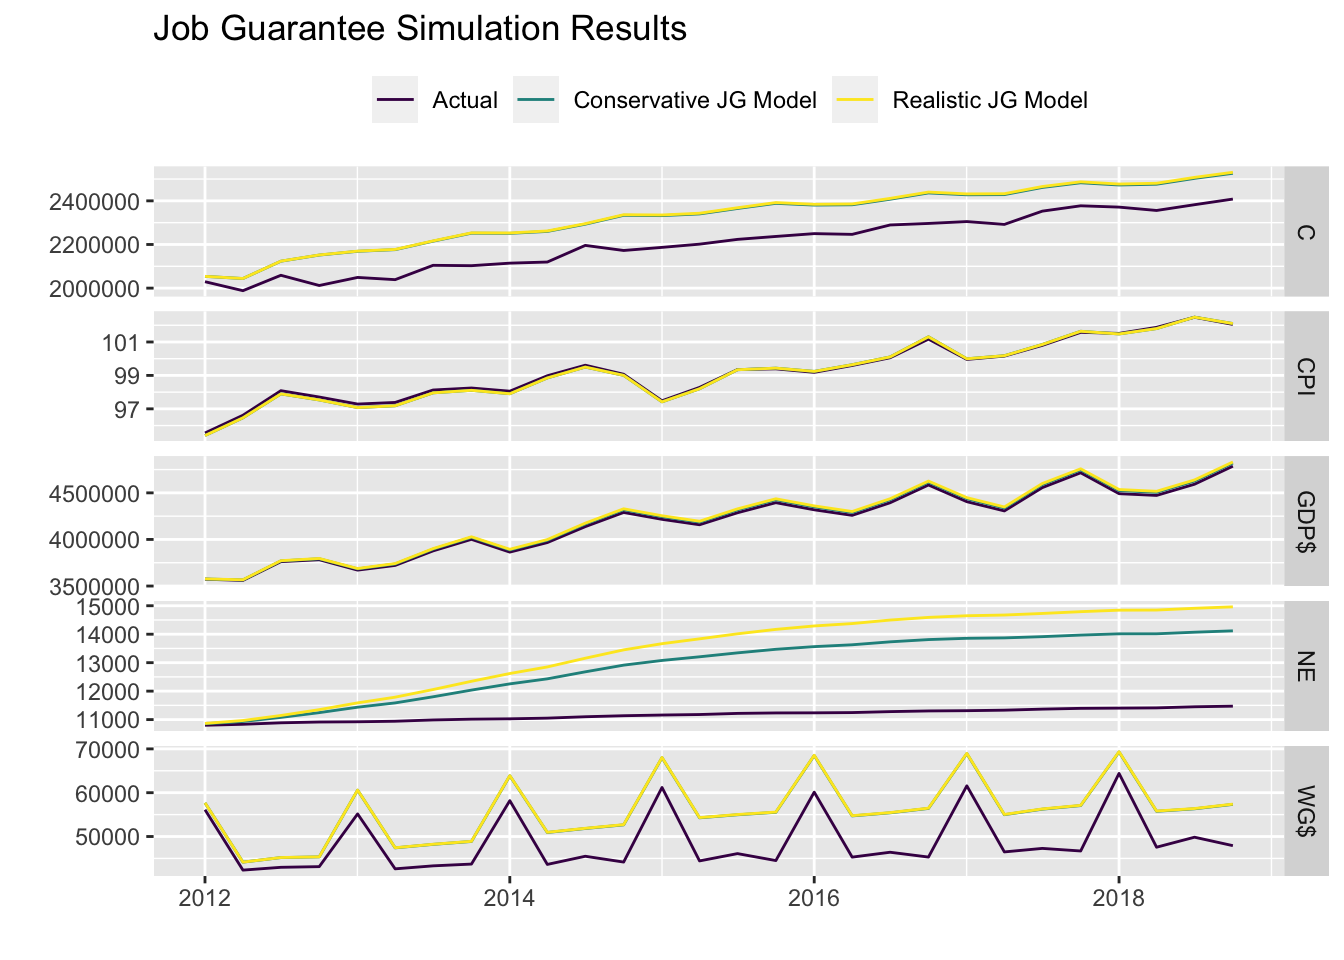 Job Guarantee Simulation Results
Actual Conservative JG Model Realistic JG Model
2400000
2200000
2000000
C
101
99
97
CPI
4500000
4000000
3500000
GDP$
15000
14000
13000
12000
11000
NE
70000
60000
50000
WG$
2012 2014 2016 2018